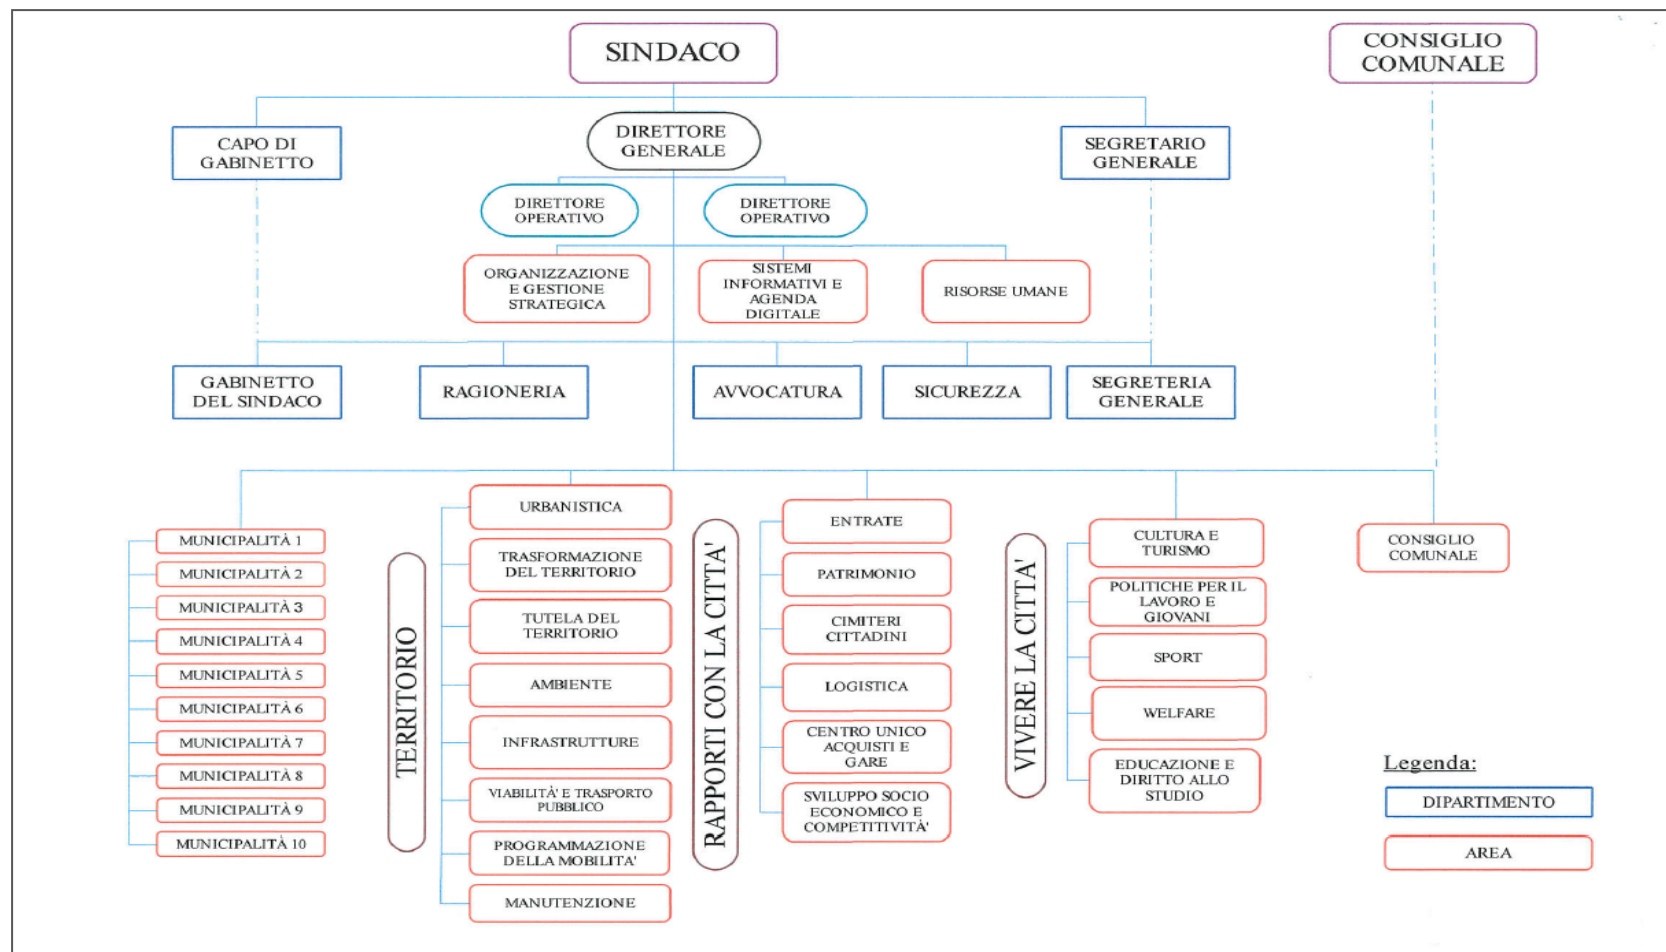 SINDACO
CONSIGLIO
COMUNALE
CAPO DI
GABINETTO
DIRETTORE
GENERALE
SEGRETARIO
GENERALE
DIRETTORE
OPERATIVO
DIRETTORE
OPERATIVO
ORGANIZZAZIONE
E GESTIONE
STRATEGICA
SISTEMI
INFORMATIVI E
AGENDA
DIGITALE
RISORSE UMANE
GABINETTO
DEL SINDACO
RAGIONERIA
AVVOCATURA
SICUREZZA
SEGRETERIA
GENERALE
MUNICIPALITÀ 1
MUNICIPALITÀ 2
MUNICIPALITÀ 3
MUNICIPALITÀ 4
MUNICIPALITÀ 5
MUNICIPALITÀ 6
MUNICIPALITÀ 7
MUNICIPALITÀ 8
MUNICIPALITÀ 9
MUNICIPALITÀ 10
TERRITORIO
URBANISTICA
TRASFORMAZIONE
DEL TERRITORIO
TUTELA DEL
TERRITORIO
AMBIENTE
INFRASTRUTTURE
VIABILITA' E TRASPORTO
PUBBLICO
PROGRAMMAZIONE
DELLA MOBILITA'
MANUTENZIONE
RAPPORTI CON LA CITTA'
ENTRATE
PATRIMONIO
CIMITERI
CITTADINI
LOGISTICA
CENTRO UNICO
ACQUISTI E
GARE
SVILUPPO SOCIO
ECONOMICO E
COMPETITIVITÀ'
VIVERE LA CITTA'
CULTURA E
TURISMO
POLITICHE PER IL
LAVORO E
GIOVANI
SPORT
WELFARE
EDUCAZIONE E
DIRITTO ALLO
STUDIO
CONSIGLIO
COMUNALE
Legenda:
DIPARTIMENTO
AREA